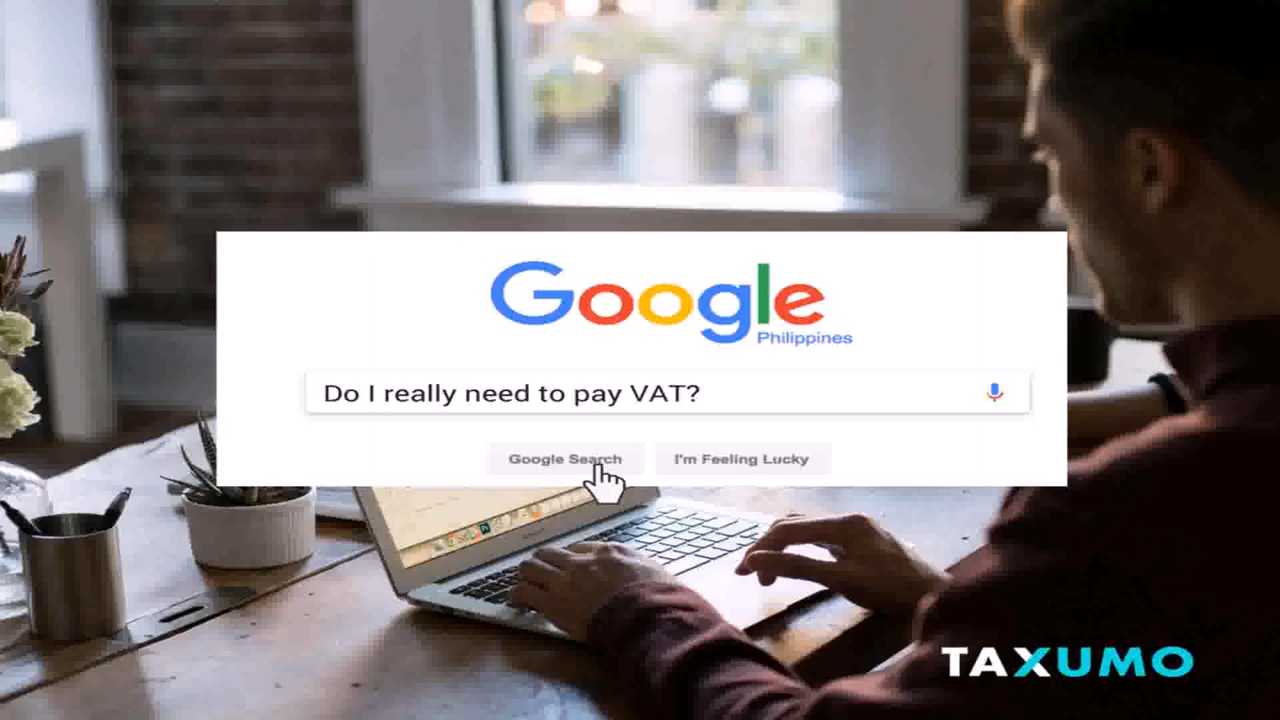 Google
Philippines
Do I really need to pay VAT?
Google Search
I'm Feeling Lucky
TAXUMO